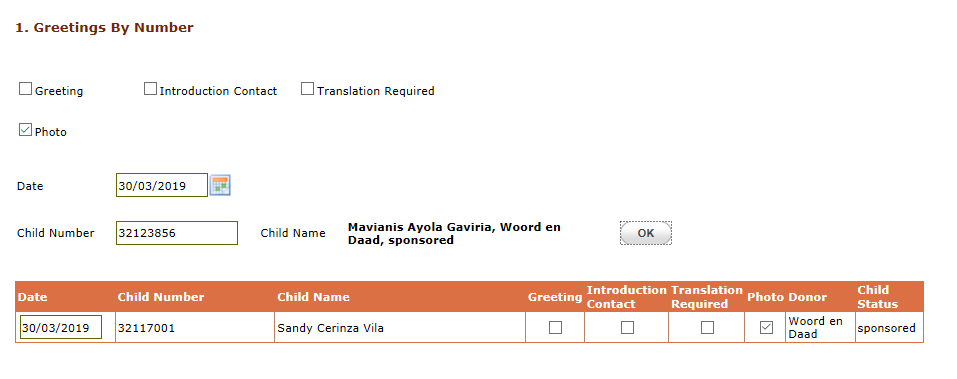 1. Greetings By Number
Greeting Introduction Contact Translation Required
Photo
Date 30/03/2019
Child Number 32123856 Child Name Mavianis Ayola Gaviria, Woord en
Daad, sponsored OK
Date Child Number Child Name Greeting Introduction Contact Translation Required Photo Donor Child Status
30/03/2019 32117001 Sandy Cerinza Vila Woord en Daad sponsored